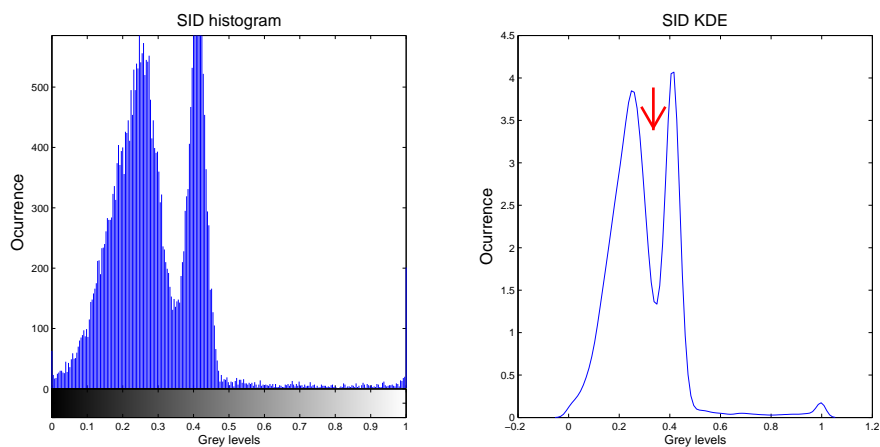 SID histogram
Ocurrence
500
400
300
200
100
0
0 0.1 0.2 0.3 0.4 0.5 0.6 0.7 0.8 0.9 1
Grey levels
SID KDE
Ocurrence
4.5
4
3.5
3
2.5
2
1.5
1
0.5
0
−0.2 0 0.2 0.4 0.6 0.8 1 1.2
Grey levels